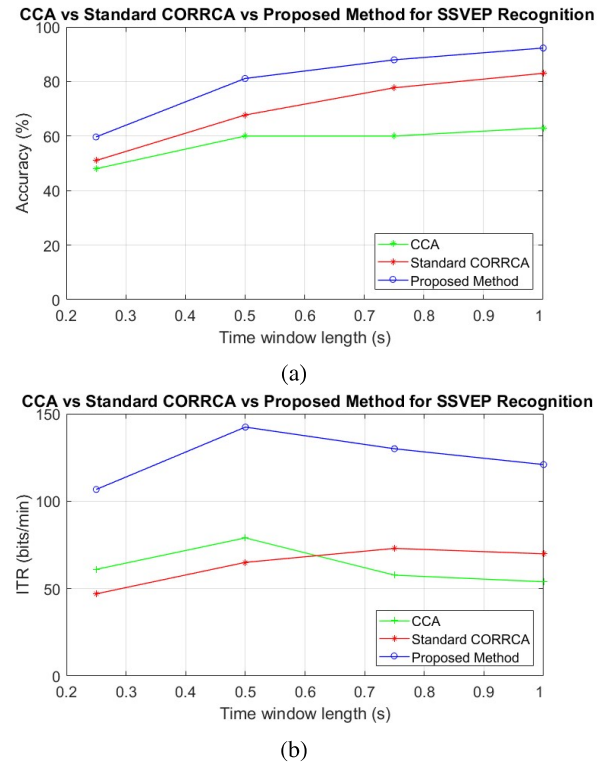 CCA vs Standard CORRCA vs Proposed Method for SSVEP Recognition
100
80
60
40
20
0
Accuracy (%)
CCA
Standard CORRCA
Proposed Method
0.2 0.3 0.4 0.5 0.6 0.7 0.8 0.9 1
Time window length (s)
(a)
CCA vs Standard CORRCA vs Proposed Method for SSVEP Recognition
150
100
50
0
ITR (bits/min)
CCA
Standard CORRCA
Proposed Method
0.2 0.3 0.4 0.5 0.6 0.7 0.8 0.9 1
Time window length (s)
(b)